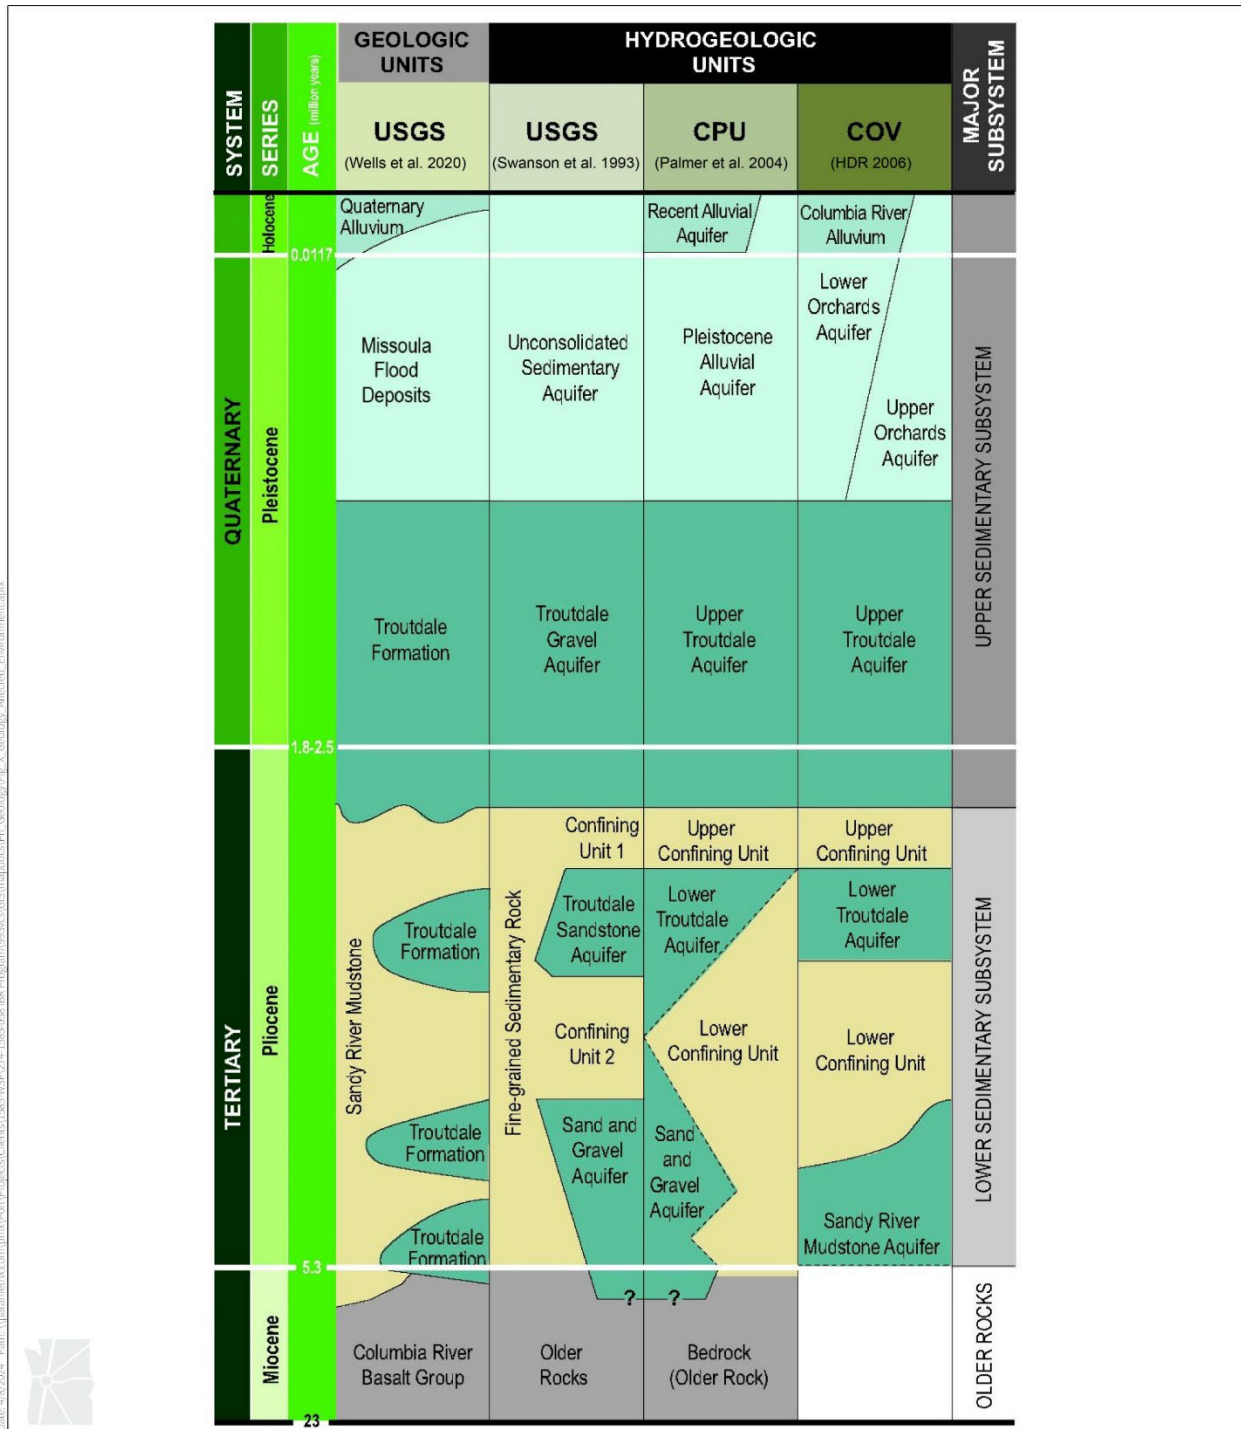 SYSTEM
SERIES
AGE (million years)
GEOLOGIC
UNITS
HYDROGEOLOGIC
UNITS
MAJOR
SUBSYSTEM
USGS
(Wells et al. 2020)
USGS
(Swanson et al. 1993)
CPU
(Palmer et al. 2004)
COV
(HDR 2006)
QUATERNARY
Holocene
0.0117
Quaternary
Alluvium
Recent Alluvial
Aquifer
Columbia River
Alluvium
Pleistocene
Missoula
Flood
Deposits
Unconsolidated
Sedimentary
Aquifer
Pleistocene
Alluvial
Aquifer
Lower
Orchards
Aquifer
Upper
Orchards
Aquifer
UPPER SEDIMENTARY SUBSYSTEM
Troutdale
Formation
Troutdale
Gravel
Aquifer
Upper
Troutdale
Aquifer
Upper
Troutdale
Aquifer
1.8-2.5
TERTIARY
Pliocene
Sandy River Mudstone
Troutdale
Formation
Troutdale
Formation
Troutdale
Formation
Fine-grained Sedimentary Rock
Confining
Unit 1
Troutdale
Sandstone
Aquifer
Confining
Unit 2
Sand and
Gravel
Aquifer
Upper
Confining Unit
Lower
Troutdale
Aquifer
Lower
Confining Unit
Sand
and
Gravel
Aquifer
Upper
Confining Unit
Lower
Troutdale
Aquifer
Lower
Confining Unit
Sandy River
Mudstone Aquifer
LOWER SEDIMENTARY SUBSYSTEM
5.3
Miocene
? ?
Columbia River
Basalt Group
Older
Rocks
Bedrock
(Older Rock)
OLDER ROCKS
23